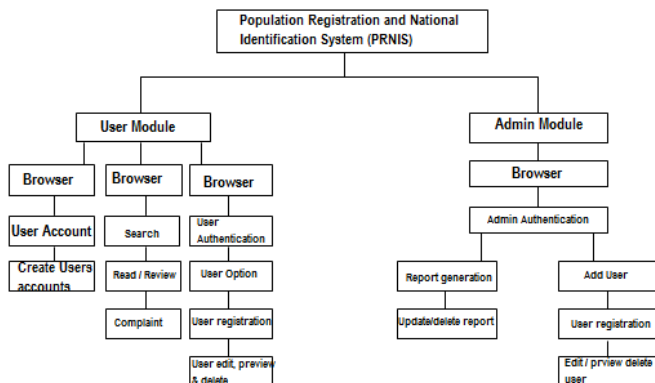 Population Registration and National
Identification System (PRNIS)
User Module
Admin Module
Browser
Browser
Browser
Browser
User Account
Search
User
Authentication
Admin Authentication
Create Users
accounts
Read / Review
User Option
Report generation
Add User
Complaint
User registration
Update/delete report
User registration
User edit, preview
& delete
Edit / prview delete
user